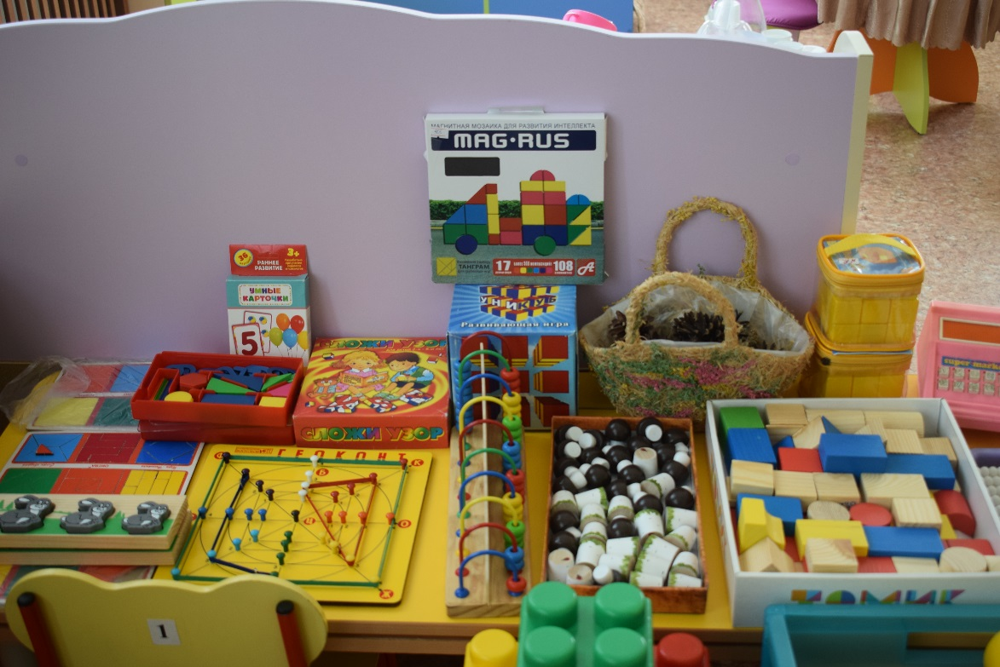 МАГНИТНАЯ МОЗАИКА ДЛЯ РАЗВИТИЯ ИНТЕЛЛЕКТА
MAG•RUS
ТАНГРАМ
17
108
36
3+
РАННЕЕ
РАЗВИТИЕ
УМНЫЕ
КАРТОЧКИ
5
УНИКУБ
Развивающая игра
СЛОЖИ УЗОР
СЛОЖИ УЗОР
ГЕОКОНТ
Б
К
О
Ж
super market
ТОМИК
1